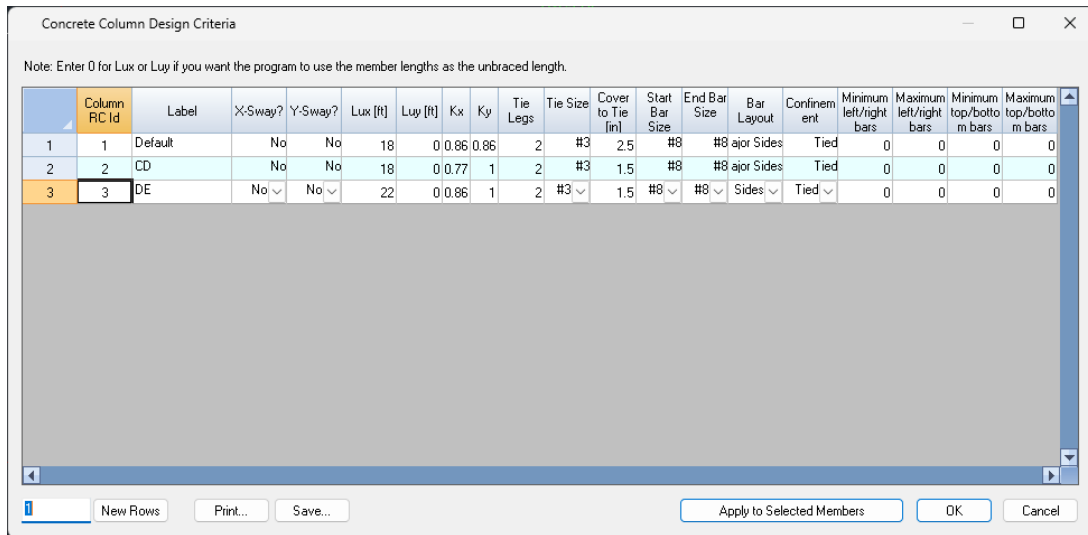 Concrete Column Design Criteria
Note: Enter 0 for Lux or Luy if you want the program to use the member lengths as the unbraced length.
Column RC Id Label X-Sway? Y-Sway? Lux [ft] Luy [ft] Kx Ky Tie Legs Tie Size Cover to Tie [in] Start Bar Size End Bar Size Bar Layout Confinem ent Minimum left/right bars Maximum left/right bars Minimum top/botto m bars Maximum top/botto m bars
1 1 Default No No 18 0 0.86 0.86 2 #3 2.5 #8 #8 ajor Sides Tied 0 0 0 0
2 2 CD No No 18 0 0.77 1 2 #3 1.5 #8 #8 ajor Sides Tied 0 0 0 0
3 3 DE No No 22 0 0.86 1 2 #3 1.5 #8 #8 Sides Tied 0 0 0 0
1 New Rows Print... Save... Apply to Selected Members OK Cancel